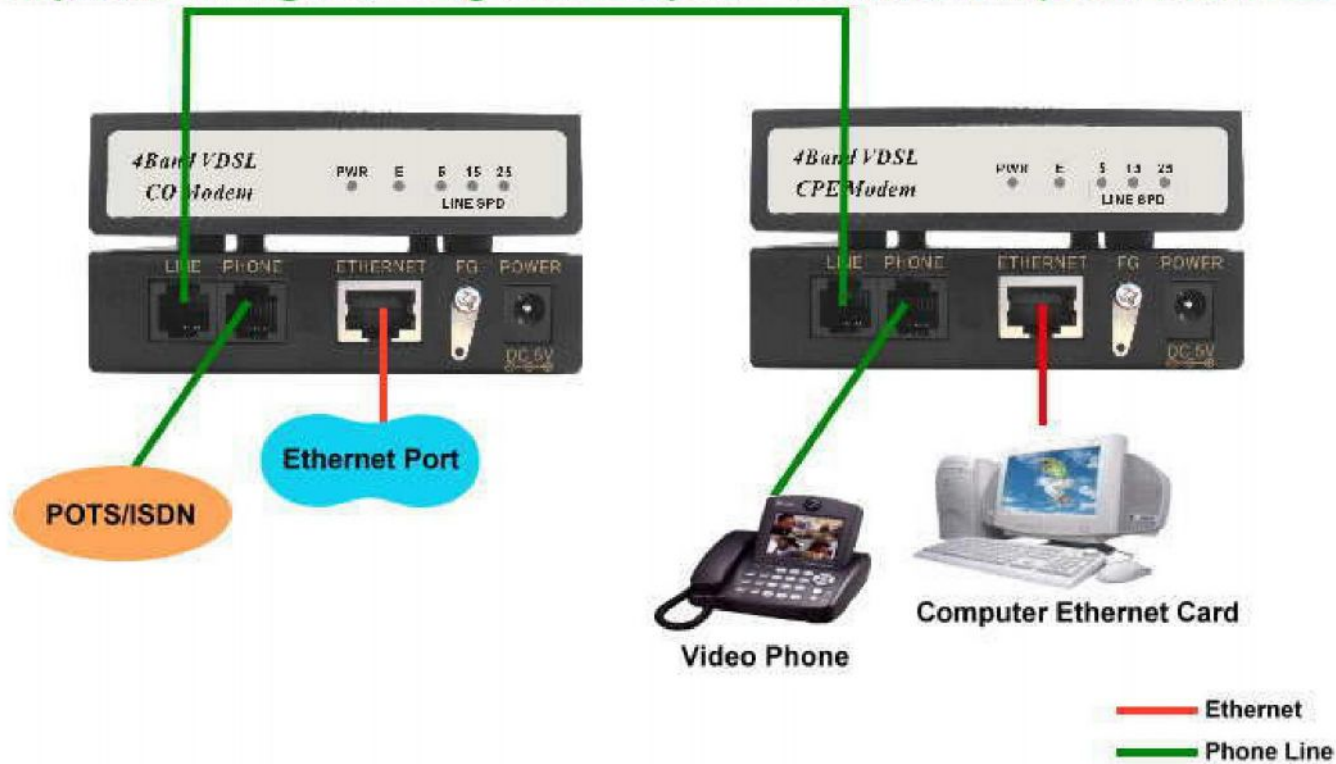 4Band VDSL
CO Modem
PWR E 5 15 25
LINE SPD
LINE PHONE ETHERNET FG POWER
DC 5V
4Band VDSL
CPE Modem
PWR E 5 15 25
LINE SPD
LINE PHONE ETHERNET FG POWER
DC 5V
Ethernet Port
POTS/ISDN
Computer Ethernet Card
Video Phone
Ethernet
Phone Line